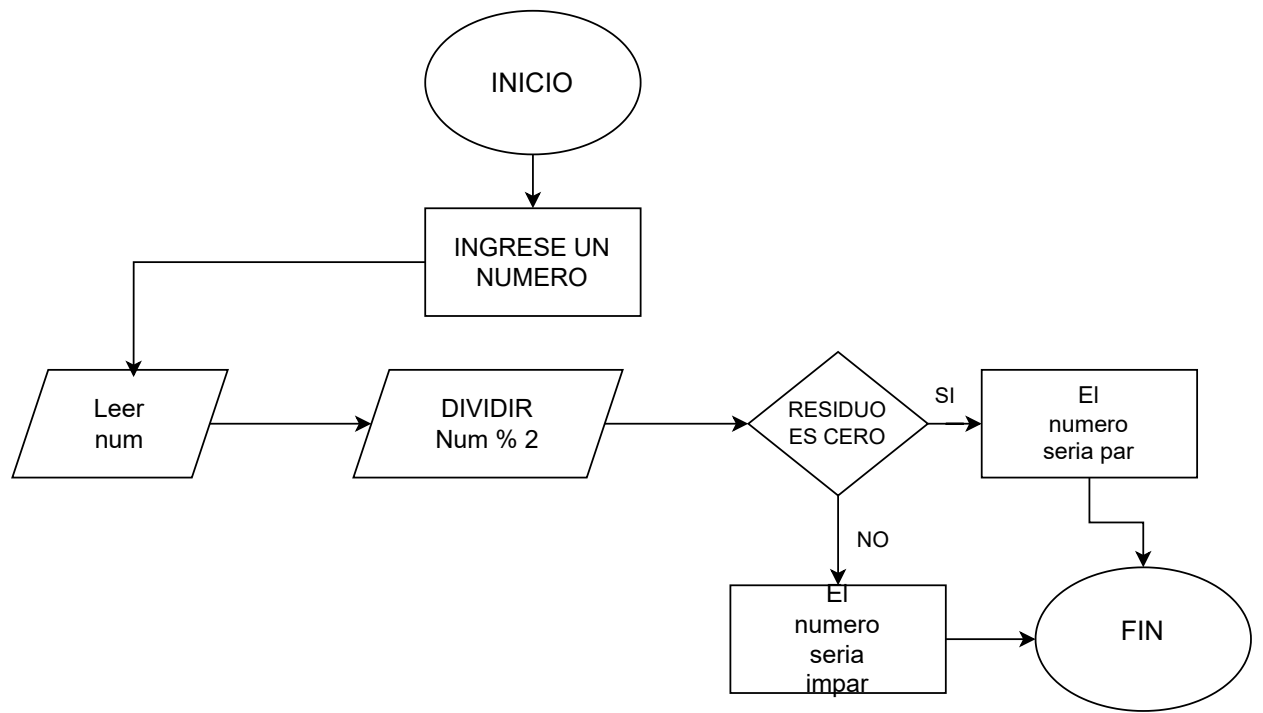 INICIO
INGRESE UN
NUMERO
Leer
num
DIVIDIR
Num % 2
RESIDUO
ES CERO
SI
El
numero
seria par
NO
El
numero
seria
impar
FIN